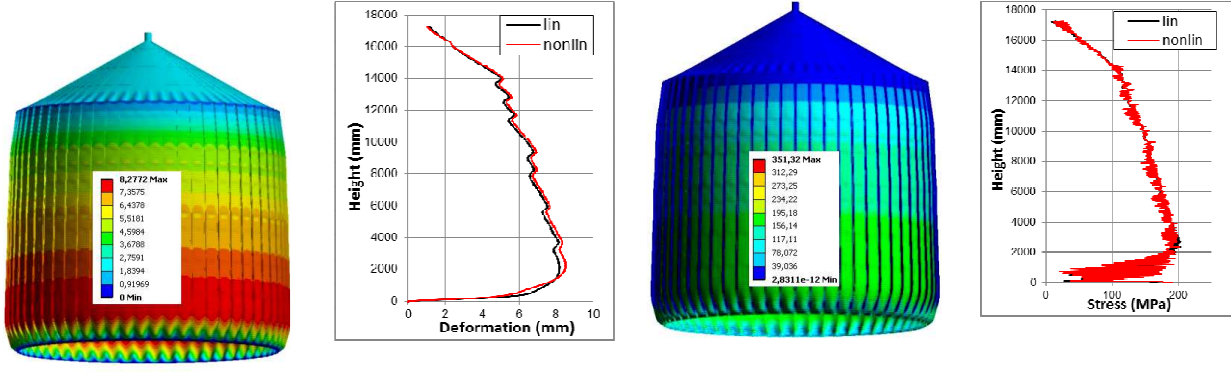 8,2772 Max
7,3575
6,4378
5,5181
4,5984
3,6788
2,7591
1,8394
0,91969
0 Min
18000
16000
14000
12000
10000
8000
6000
4000
2000
0
Height (mm)
lin
nonlin
0 2 4 6 8 10
Deformation (mm)
351,32 Max
312,29
273,25
234,22
195,18
156,14
117,11
78,072
39,036
2,8311e-12 Min
18000
16000
14000
12000
10000
8000
6000
4000
2000
0
Height (mm)
lin
nonlin
0 100 200
Stress (MPa)